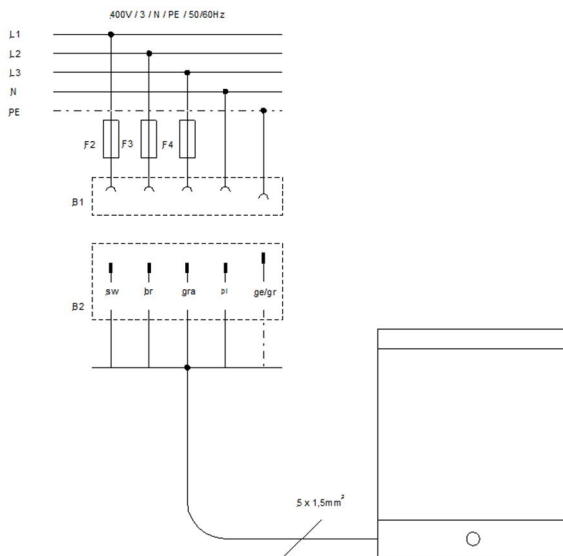 400V / 3 / N / PE / 50/60Hz
L1
L2
L3
N
PE
F2 F3 F4
B1
B2
sw br gra bl ge/gr
5 x 1,5mm²